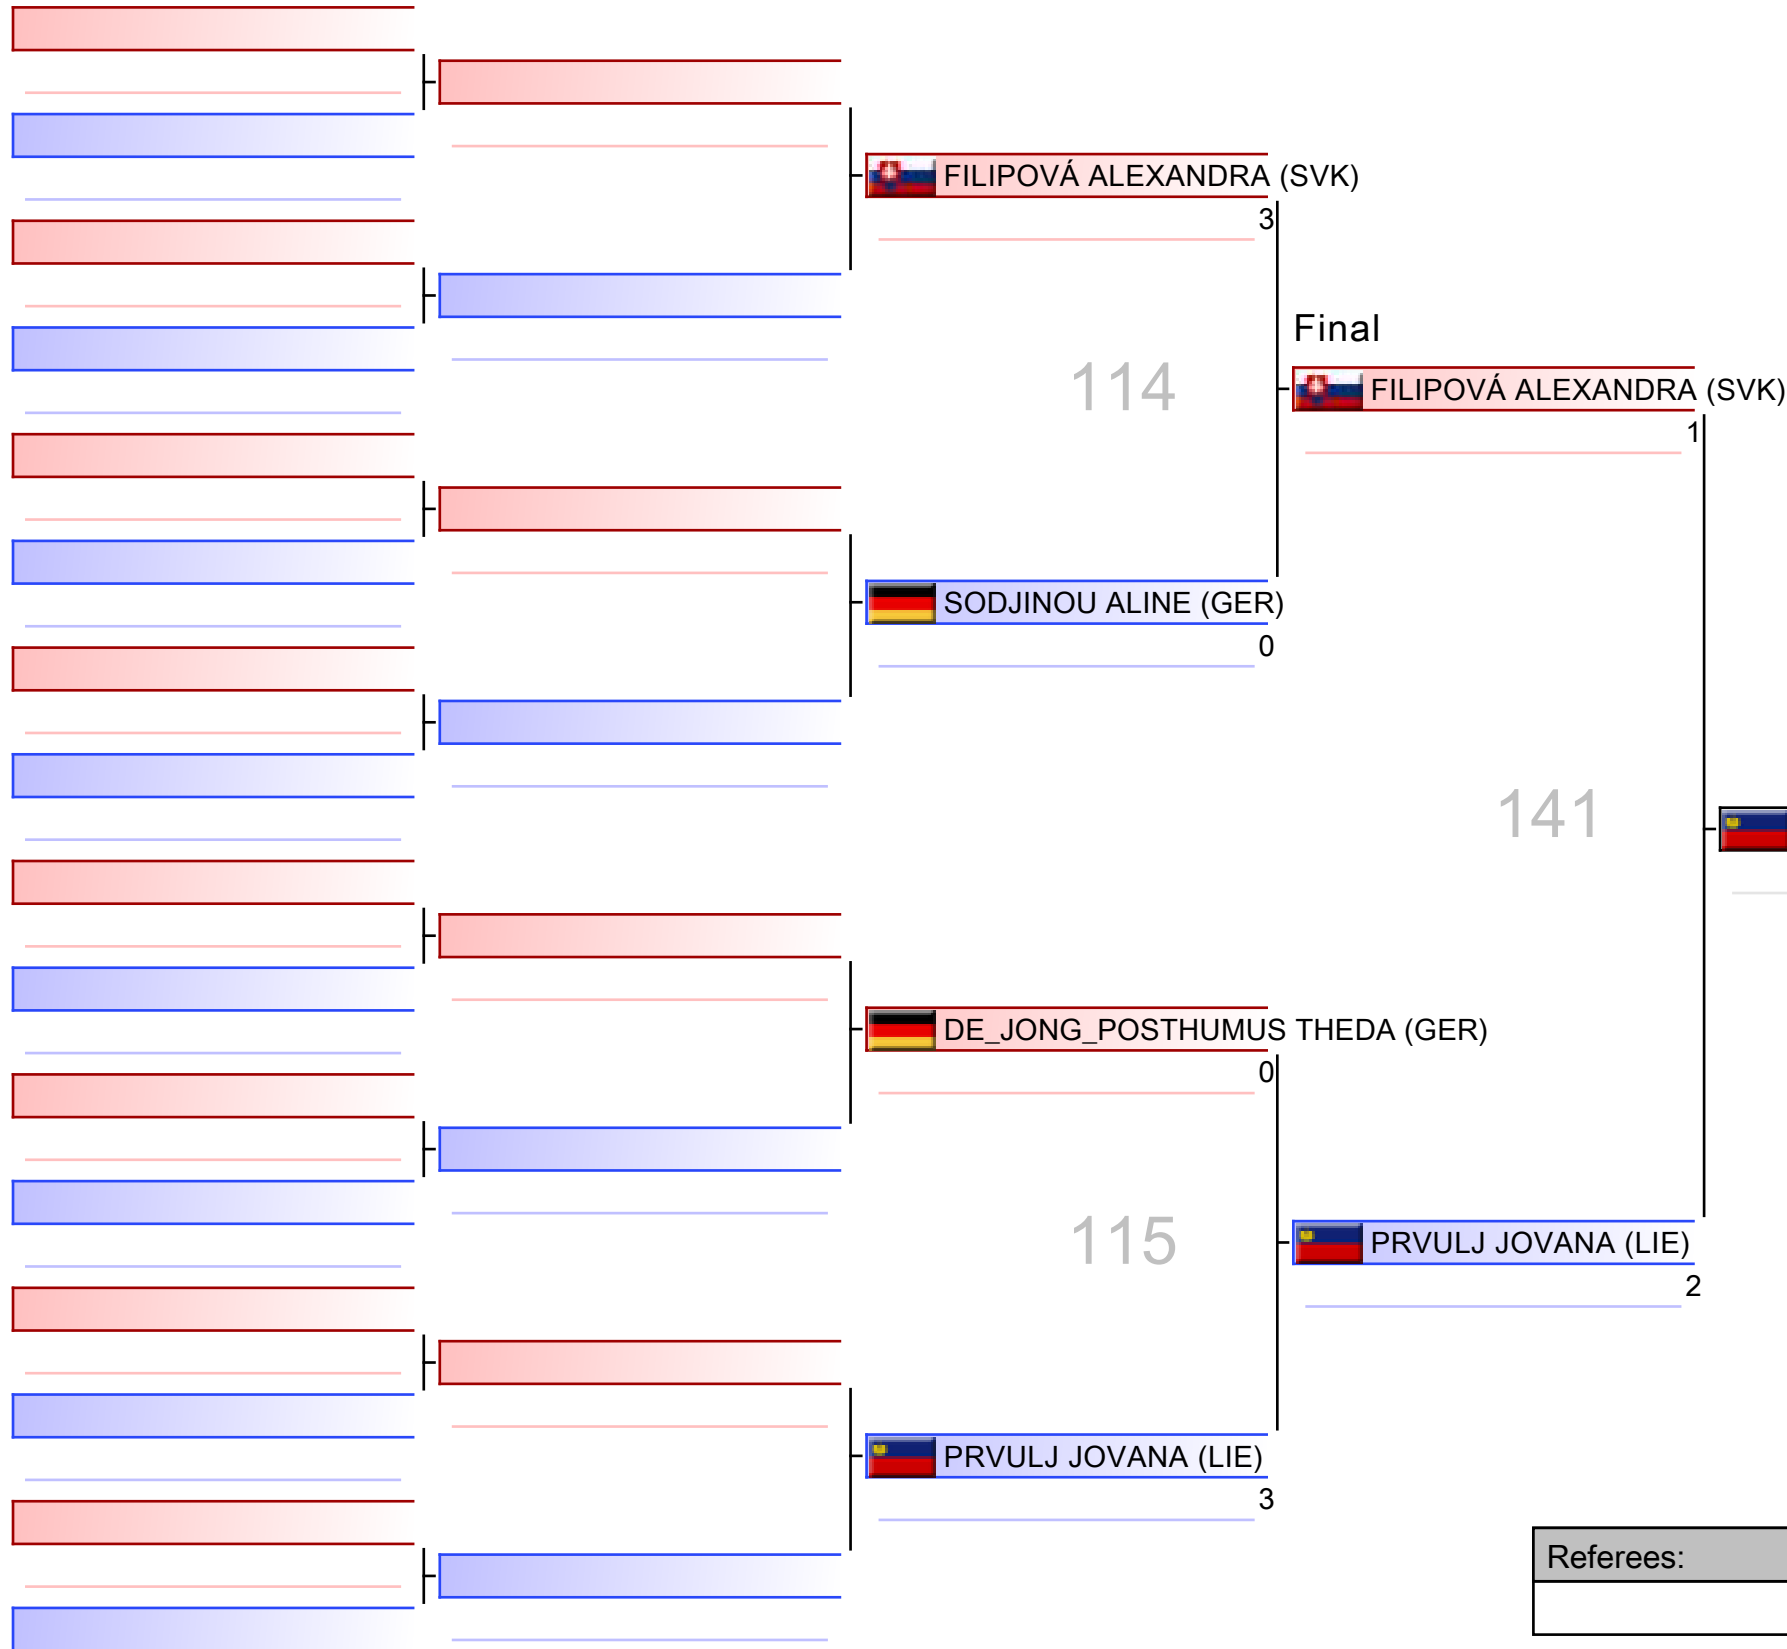 FILIPOVÁ ALEXANDRA (SVK)
3
Final
114
FILIPOVÁ ALEXANDRA (SVK)
1
SODJINOU ALINE (GER)
0
141
DE_JONG_POSTHUMUS THEDA (GER)
0
115
PRVULJ JOVANA (LIE)
2
PRVULJ JOVANA (LIE)
3
Referees: